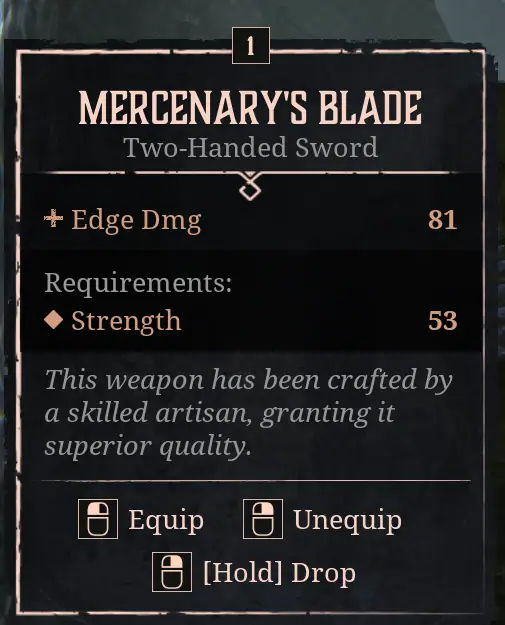 1
MERCENARY'S BLADE
Two-Handed Sword
Edge Dmg 81
Requirements:
Strength 53
This weapon has been crafted by
a skilled artisan, granting it
superior quality.
Equip Unequip
[Hold] Drop